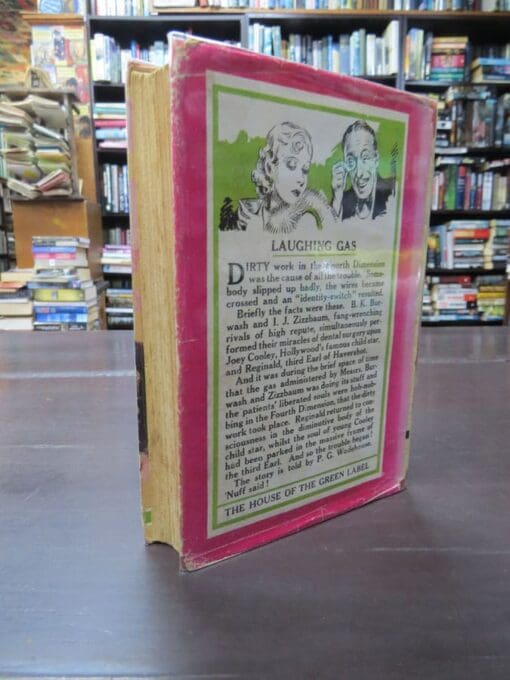 LAUGHING GAS
DIRTY work in the Fourth Dimension
was the cause of all the trouble. Some-
body slipped up badly, the wires became
crossed and an "identity-switch" resulted.
Briefly the facts were these. B. K. Bur-
wash and I. J. Zizzbaum, fang-wrenching
rivals of high repute, simultaneously per-
formed their miracles of dental surgery upon
Joey Cooley, Hollywood's famous child star,
and Reginald, third Earl of Havershot.
And it was during the brief space of time
that the gas administered by Messrs. Bur-
wash and Zizzbaum was doing its stuff and
the patients' liberated souls were hob-nob-
bing in the Fourth Dimension, that the dirty
work took place. Reginald returned to con-
sciousness in the diminutive body of the
child star, whilst the soul of young Cooley
had been parked in the massive frame of
the third Earl. And so the trouble began!
The story is told by P. G. Wodehouse.
'Nuff said!
THE HOUSE OF THE GREEN LABEL